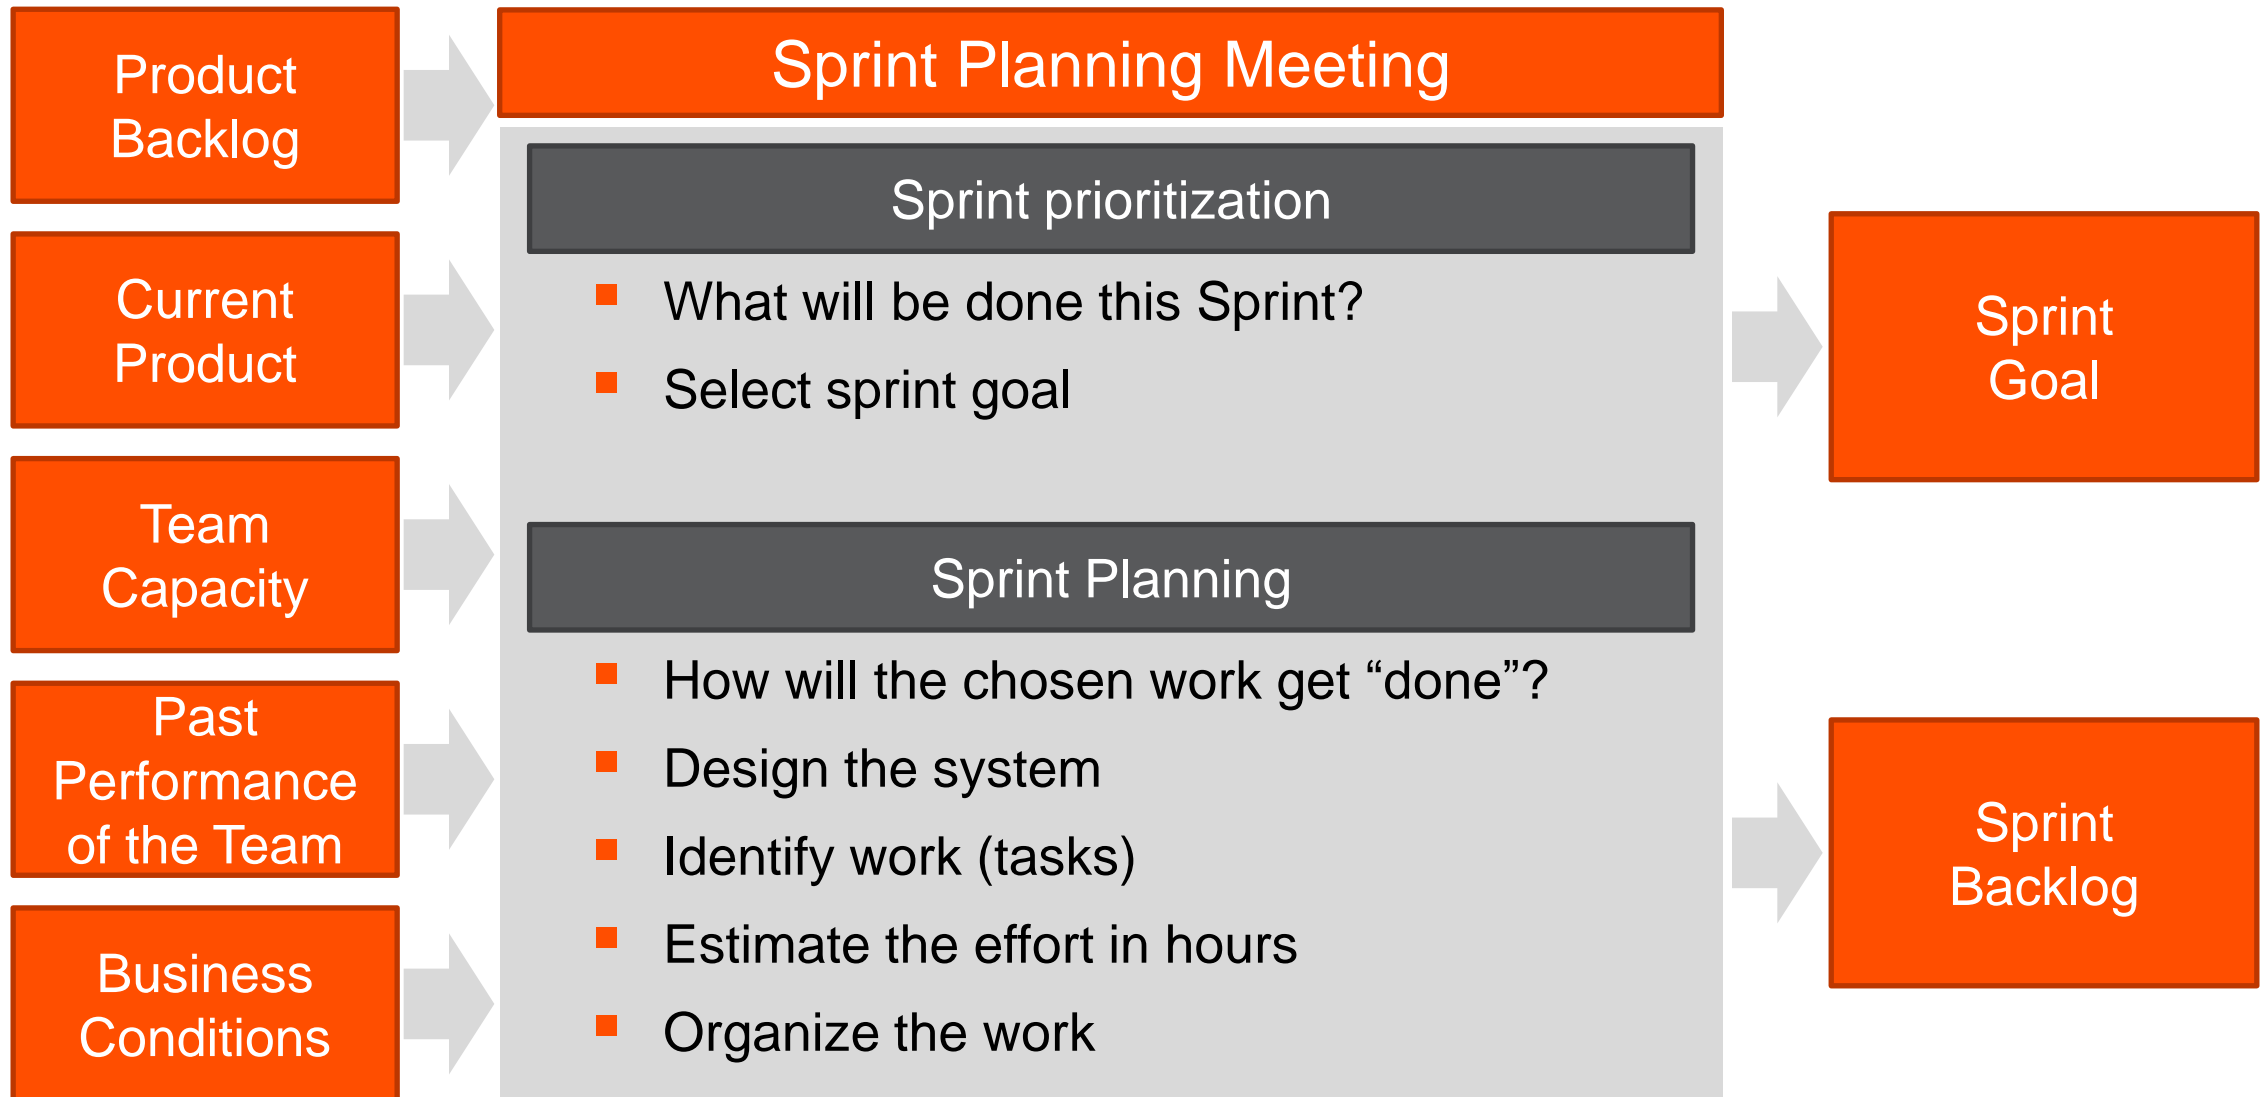 Product
Backlog
Current
Product
Team
Capacity
Past
Performance
of the Team
Business
Conditions
Sprint Planning Meeting
Sprint prioritization
What will be done this Sprint?
Select sprint goal
Sprint Planning
How will the chosen work get “done”?
Design the system
Identify work (tasks)
Estimate the effort in hours
Organize the work
Sprint
Goal
Sprint
Backlog